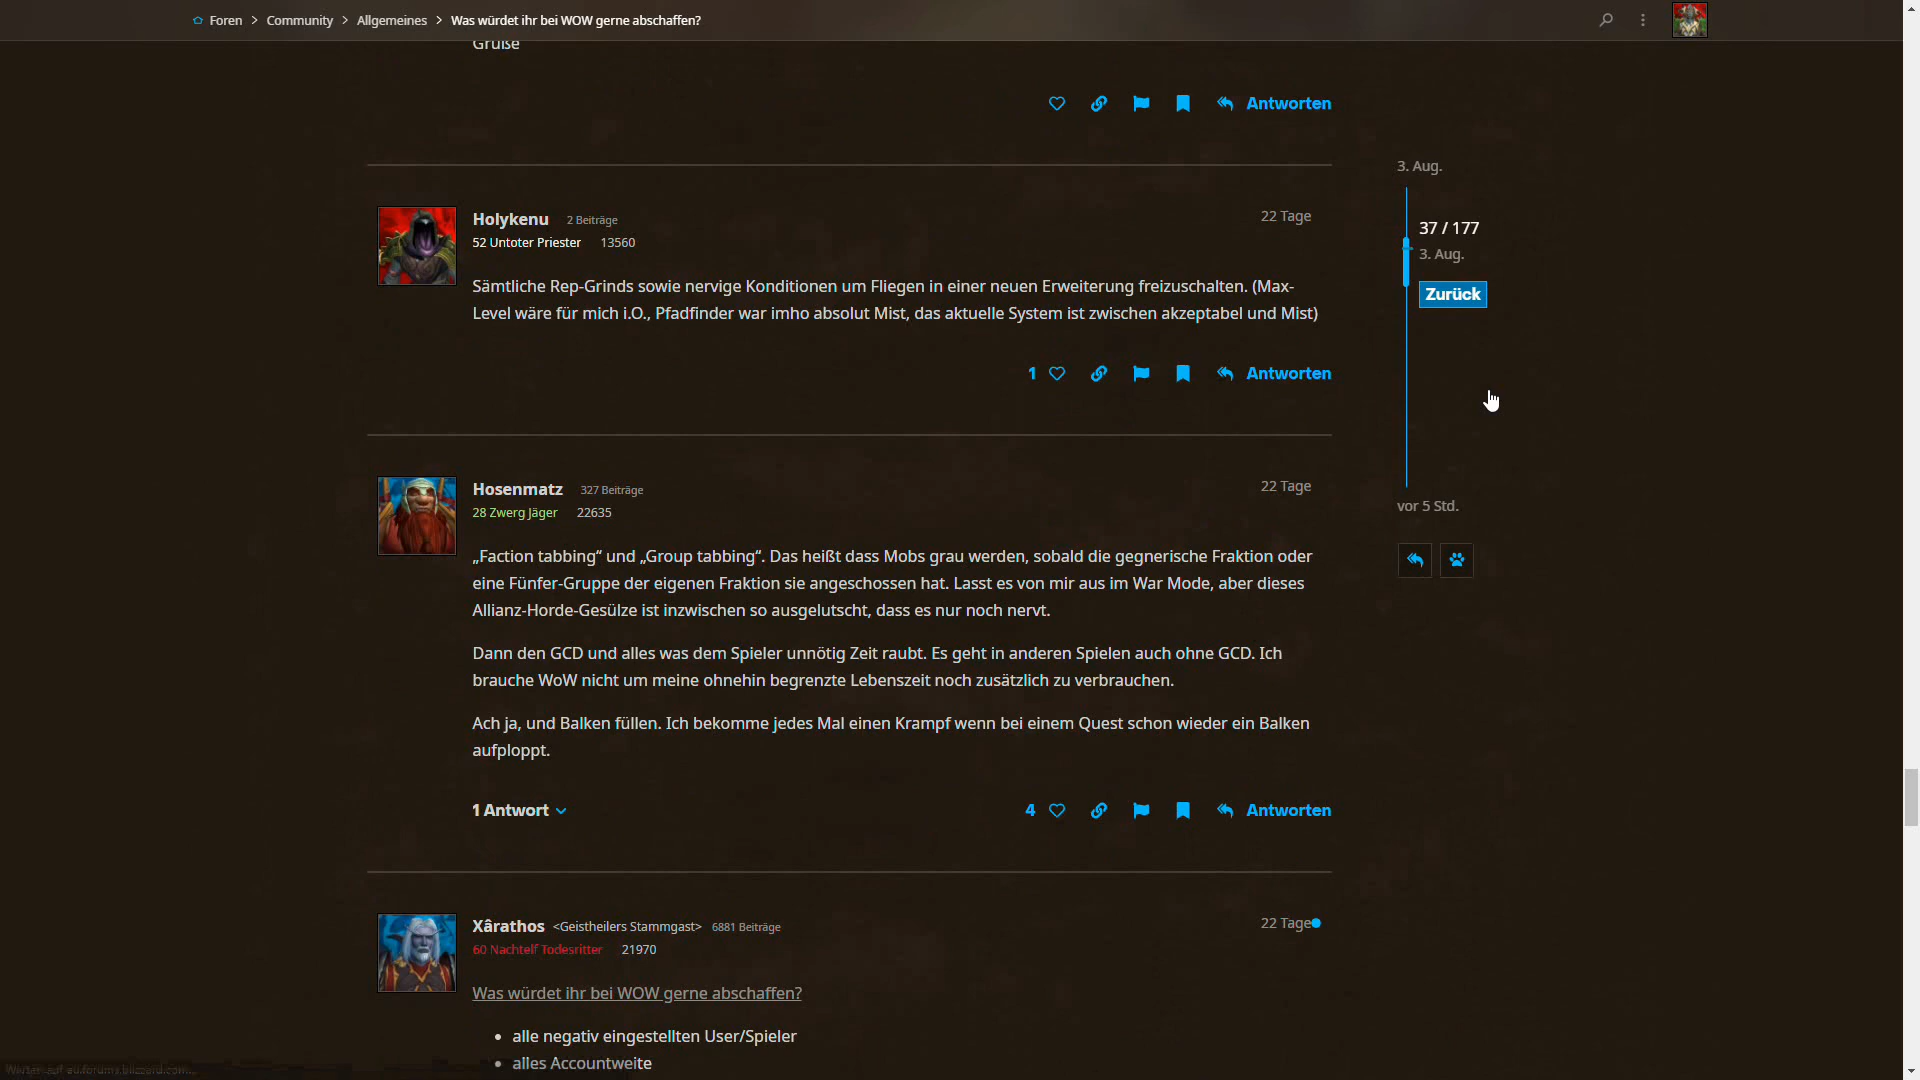 Foren > Community > Allgemeines > Was würdet ihr bei WOW gerne abschaffen?
Grüße
Antworten
3. Aug.
Holykenu 2 Beiträge
22 Tage
52 Untoter Priester 13560
37 / 177
3. Aug.
Zurück
Sämtliche Rep-Grinds sowie nervige Konditionen um Fliegen in einer neuen Erweiterung freizuschalten. (Max-
Level wäre für mich i.O., Pfadfinder war imho absolut Mist, das aktuelle System ist zwischen akzeptabel und Mist)
1 Antworten
Hosenmatz 327 Beiträge
22 Tage
28 Zwerg Jäger 22635
vor 5 Std.
„Faction tabbing“ und „Group tabbing“. Das heißt dass Mobs grau werden, sobald die gegnerische Fraktion oder
eine Fünfer-Gruppe der eigenen Fraktion sie angeschossen hat. Lasst es von mir aus im War Mode, aber dieses
Allianz-Horde-Gesülze ist inzwischen so ausgelutscht, dass es nur noch nervt.
Dann den GCD und alles was dem Spieler unnötig Zeit raubt. Es geht in anderen Spielen auch ohne GCD. Ich
brauche WoW nicht um meine ohnehin begrenzte Lebenszeit noch zusätzlich zu verbrauchen.
Ach ja, und Balken füllen. Ich bekomme jedes Mal einen Krampf wenn bei einem Quest schon wieder ein Balken
aufploppt.
1 Antwort
4 Antworten
Xârathos <Geistheilers Stammgast> 6881 Beiträge
22 Tage
60 Nachtelf Todesritter 21970
Was würdet ihr bei WOW gerne abschaffen?
• alle negativ eingestellten User/Spieler
• alles Accountweite
Warten auf eu.forums.blizzard.com...